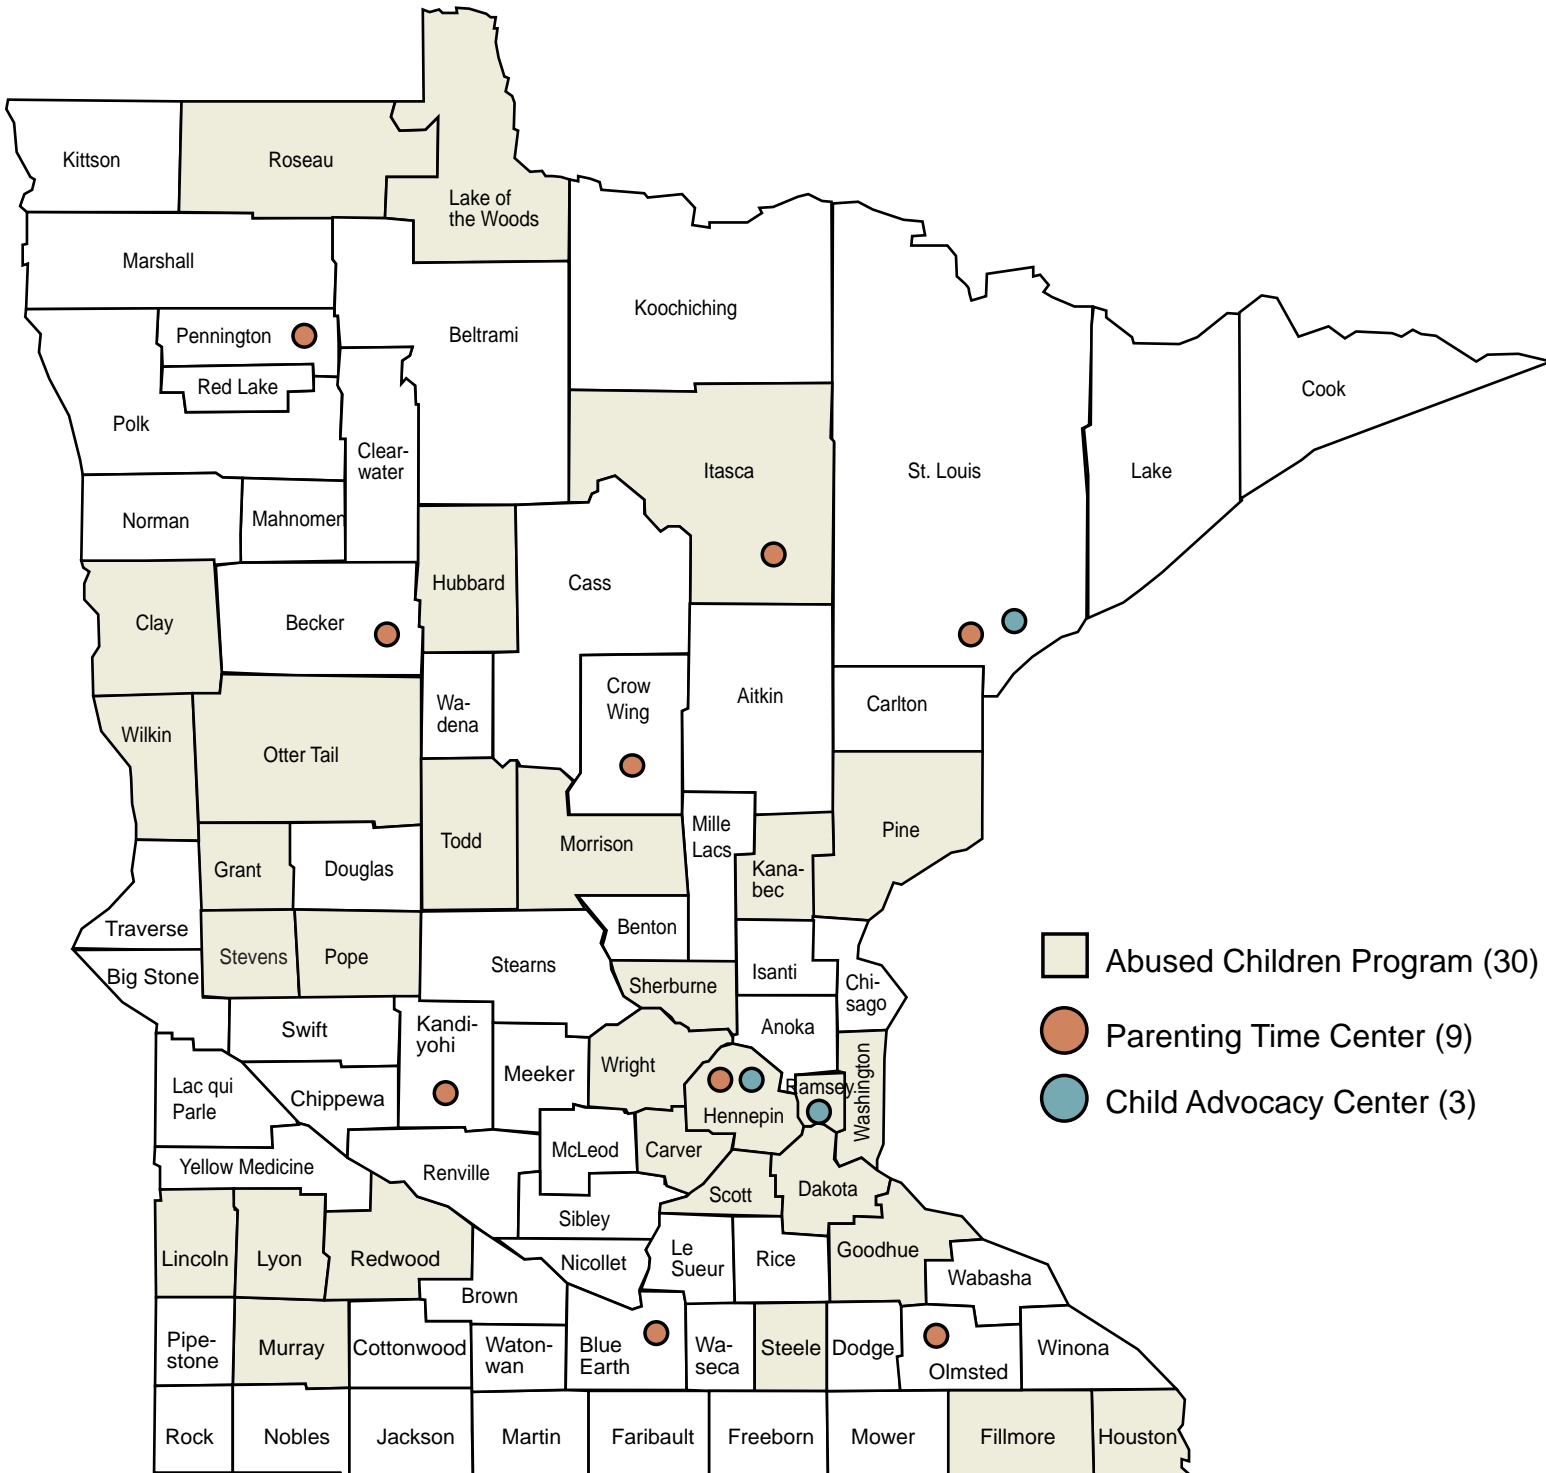 Kittson
Roseau
Lake of
the Woods
Marshall
Koochiching
Pennington
Beltrami
Red Lake
Cook
Polk
Clear-
water
Itasca
St. Louis
Lake
Norman
Mahnomen
Hubbard
Cass
Clay
Becker
Crow
Wing
Wa-
dena
Aitkin
Carlton
Wilkin
Otter Tail
Mille
Lacs
Pine
Todd
Morrison
Grant
Douglas
Kana-
bec
Traverse
Benton
Stevens
Pope
Stearns
Isanti
Abused Children Program (30)
Big Stone
Sherburne
Chi-
sago
Swift
Kandi-
yohi
Anoka
Parenting Time Center (9)
Wright
Meeker
Lac qui
Parle
Chippewa
Ramsey
Washington
Hennepin
Child Advocacy Center (3)
McLeod
Carver
Yellow Medicine
Renville
Scott
Dakota
Sibley
Lincoln
Lyon
Redwood
Nicollet
Le
Sueur
Rice
Goodhue
Wabasha
Brown
Pipe-
stone
Murray
Cottonwood
Waton-
wan
Blue
Earth
Wa-
seca
Steele
Dodge
Olmsted
Winona
Rock
Nobles
Jackson
Martin
Faribault
Freeborn
Mower
Fillmore
Houston